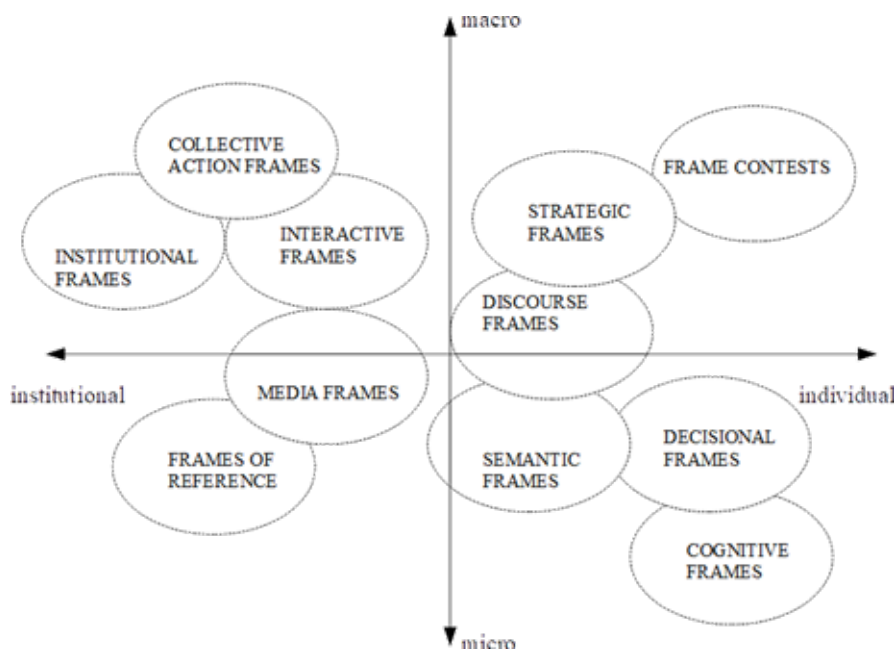 macro
COLLECTIVE
ACTION FRAMES
FRAME CONTESTS
STRATEGIC
FRAMES
INTERACTIVE
FRAMES
INSTITUTIONAL
FRAMES
DISCOURSE
FRAMES
institutional
individual
MEDIA FRAMES
FRAMES OF
REFERENCE
SEMANTIC
FRAMES
DECISIONAL
FRAMES
COGNITIVE
FRAMES
micro